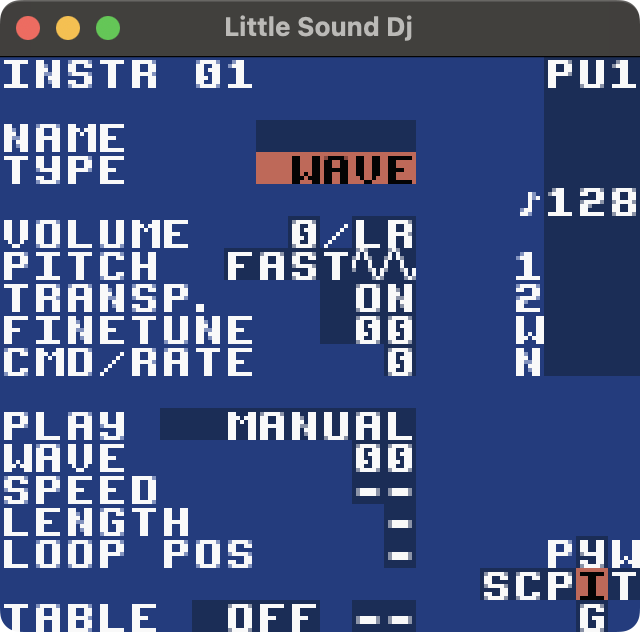 Little Sound Dj
INSTR 01 PU1
NAME
TYPE WAVE
♪128
VOLUME 0/LR
PITCH FAST 1
TRANSP. ON 2
FINETUNE 00 W
CMD/RATE 0 N
PLAY MANUAL
WAVE 00
SPEED --
LENGTH -
LOOP POS - PYW
SCPIT
TABLE OFF -- G